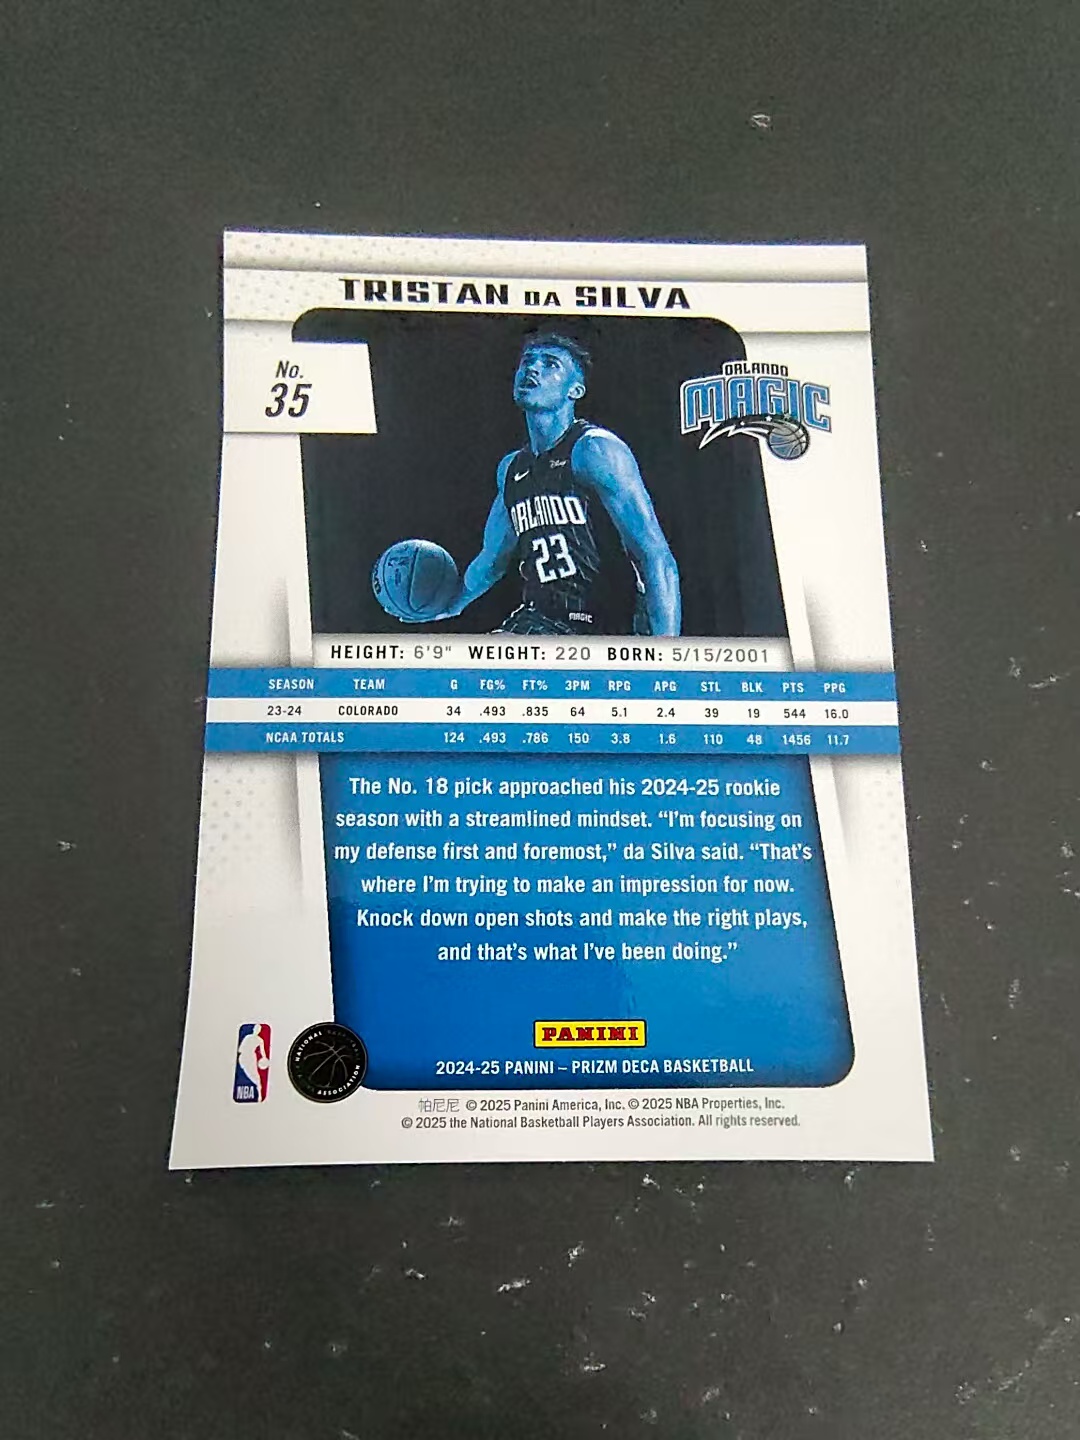 TRISTAN DA SILVA
No.
35
ORLANDO
MAGIC
Disney
ORLANDO
23
MAGIC
HEIGHT: 6'9" WEIGHT: 220 BORN: 5/15/2001
SEASON TEAM G FG% FT% 3PM RPG APG STL BLK PTS PPG
23-24 COLORADO 34 .493 .835 64 5.1 2.4 39 19 544 16.0
NCAA TOTALS 124 .493 .786 150 3.8 1.6 110 48 1456 11.7
The No. 18 pick approached his 2024-25 rookie
season with a streamlined mindset. “I’m focusing on
my defense first and foremost,” da Silva said. “That’s
where I’m trying to make an impression for now.
Knock down open shots and make the right plays,
and that’s what I’ve been doing.”
PANINI
2024-25 PANINI – PRIZM DECA BASKETBALL
NBA
NATIONAL BASKETBALL
ASSOCIATION
帕尼尼 © 2025 Panini America, Inc. © 2025 NBA Properties, Inc.
© 2025 the National Basketball Players Association. All rights reserved.